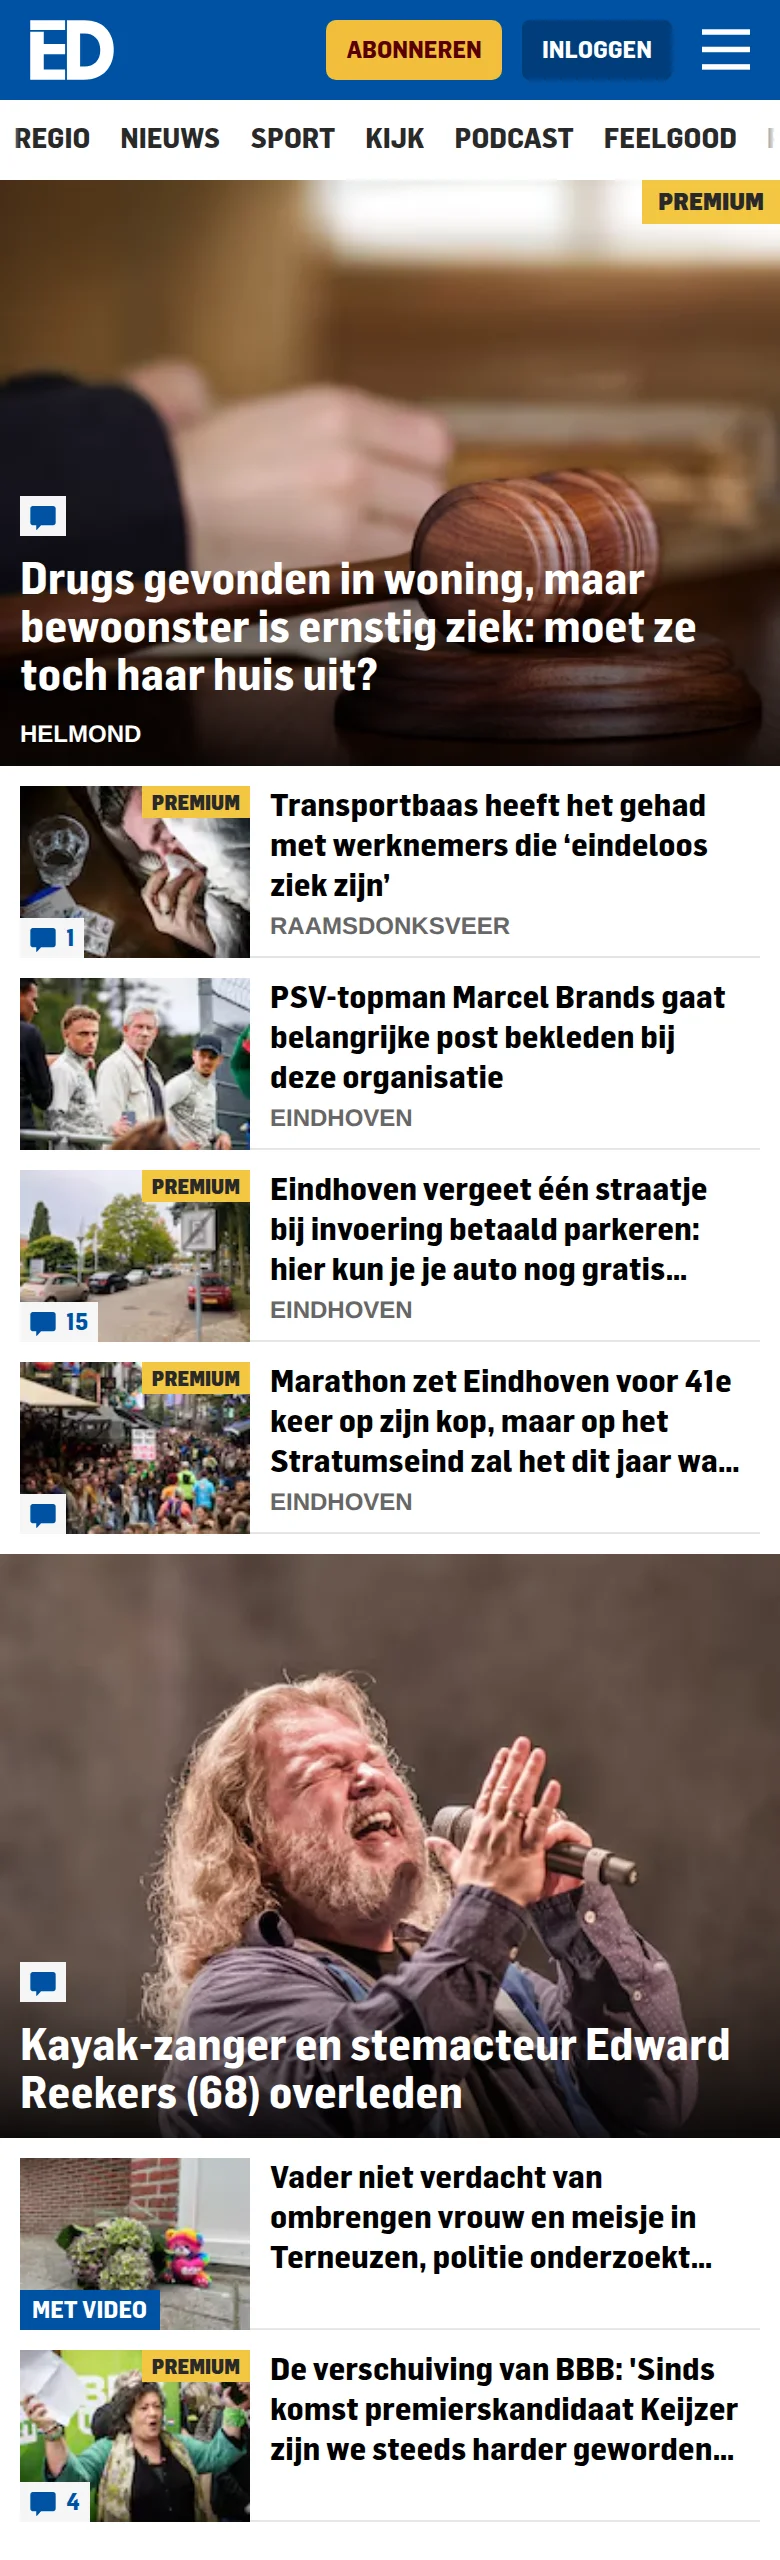 ED
ABONNEREN
INLOGGEN
REGIO NIEUWS SPORT KIJK PODCAST FEELGOOD
PREMIUM
Drugs gevonden in woning, maar
bewoonster is ernstig ziek: moet ze
toch haar huis uit?
HELMOND
PREMIUM
1
Transportbaas heeft het gehad
met werknemers die ‘eindeloos
ziek zijn’
RAAMSDONKSVEER
PSV-topman Marcel Brands gaat
belangrijke post bekleden bij
deze organisatie
EINDHOVEN
PREMIUM
15
Eindhoven vergeet één straatje
bij invoering betaald parkeren:
hier kun je je auto nog gratis...
EINDHOVEN
PREMIUM
Marathon zet Eindhoven voor 41e
keer op zijn kop, maar op het
Stratumseind zal het dit jaar wa...
EINDHOVEN
Kayak-zanger en stemacteur Edward
Reekers (68) overleden
MET VIDEO
Vader niet verdacht van
ombrengen vrouw en meisje in
Terneuzen, politie onderzoekt...
PREMIUM
4
De verschuiving van BBB: 'Sinds
komst premierskandidaat Keijzer
zijn we steeds harder geworden...